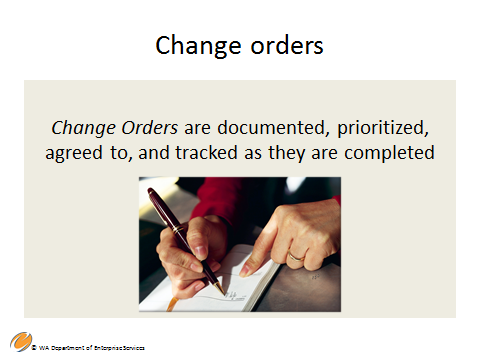 Change orders
Change Orders are documented, prioritized,
agreed to, and tracked as they are completed
© WA Department of Enterprise Services